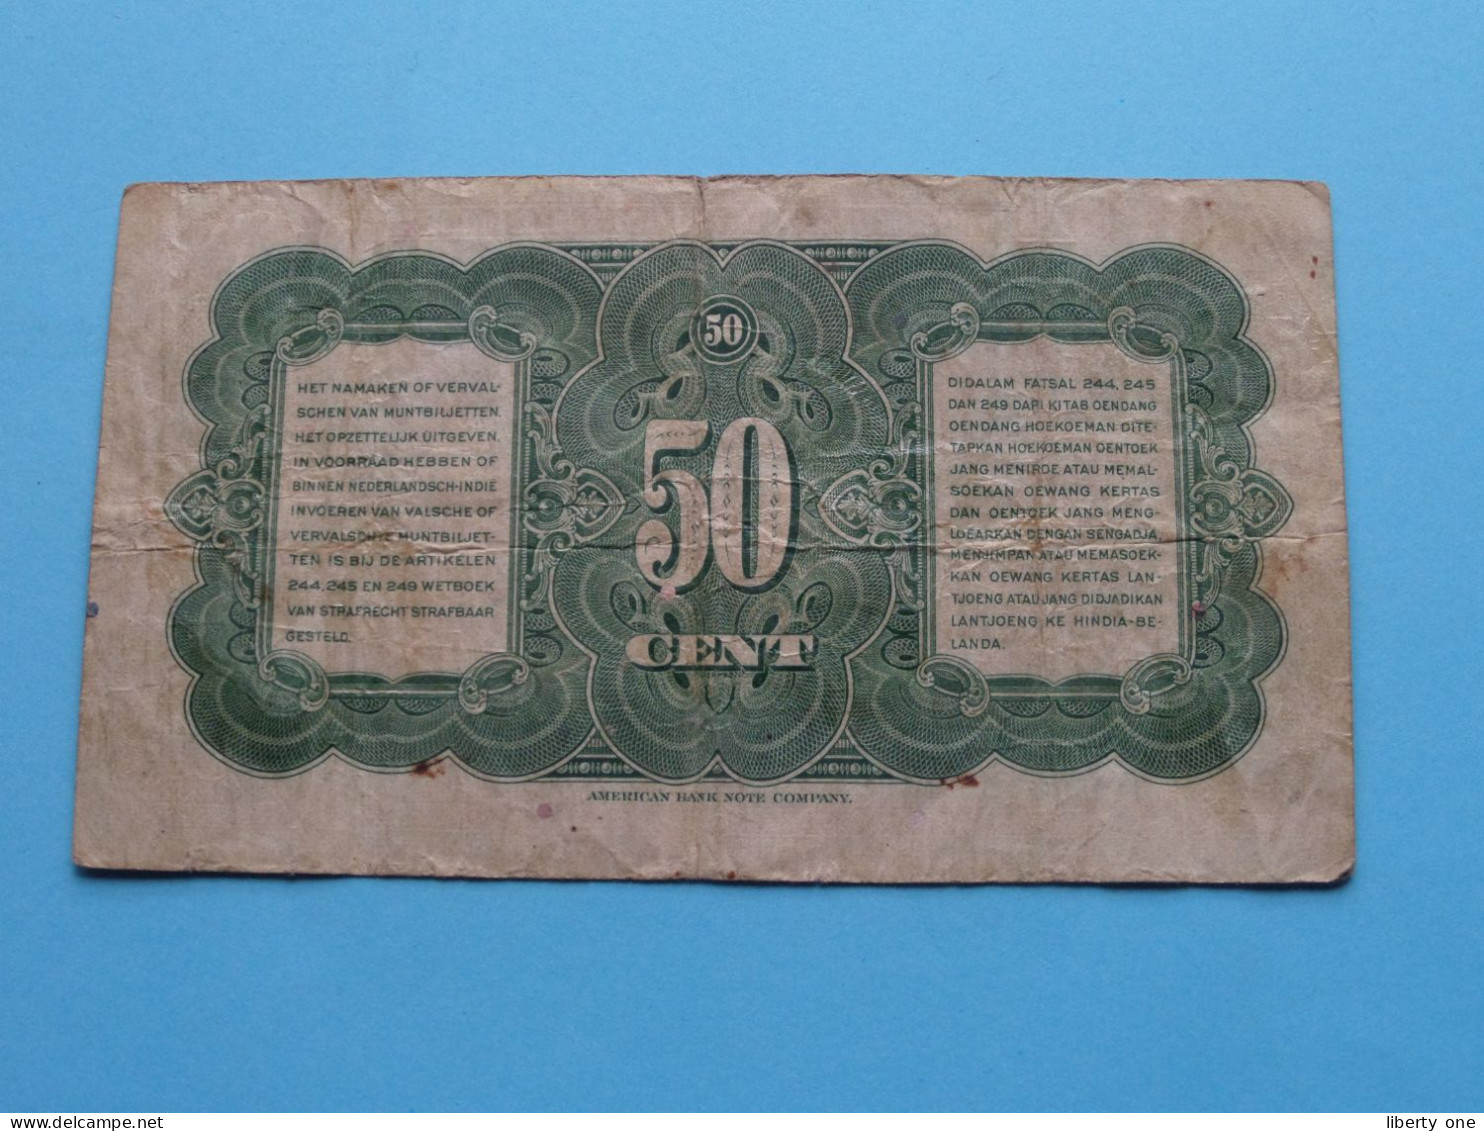 50
HET NAMAKEN OF VERVAL-
SCHEN VAN MUNTBILJETTEN,
HET OPZETTELIJK UITGEVEN,
IN VOORRAAD HEBBEN OF
BINNEN NEDERLANDSCH-INDIË
INVOEREN VAN VALSCHE OF
VERVALSCHTE MUNTBILJET-
TEN IS BIJ DE ARTIKELEN
244, 245 EN 249 WETBOEK
VAN STRAFRECHT STRAFBAAR
GESTELD.
50
CENT
DIDALAM FATSAL 244, 245
DAN 249 DARI KITAB OENDANG
OENDANG HOEKOEMAN DITE-
TAPKAN HOEKOEMAN OENTOEK
JANG MENIROE ATAU MEMAL-
SOEKAN OEWANG KERTAS
DAN OENTOEK JANG MENG-
LOEARKAN DENGAN SENGADJA,
MENJIMPAN ATAU MEMASOEK-
KAN OEWANG KERTAS LAN-
TJOENG ATAU JANG DIDJADIKAN
LANTJOENG KE HINDIA-BE-
LANDA.
AMERICAN BANK NOTE COMPANY.
delcampe.net
liberty one